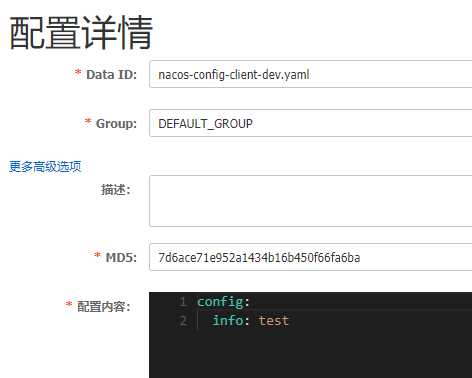 配置详情
* Data ID: nacos-config-client-dev.yaml
* Group: DEFAULT_GROUP
更多高级选项
描述:
* MD5: 7d6ace71e952a1434b16b450f66fa6ba
* 配置内容: 1 config:
2 info: test